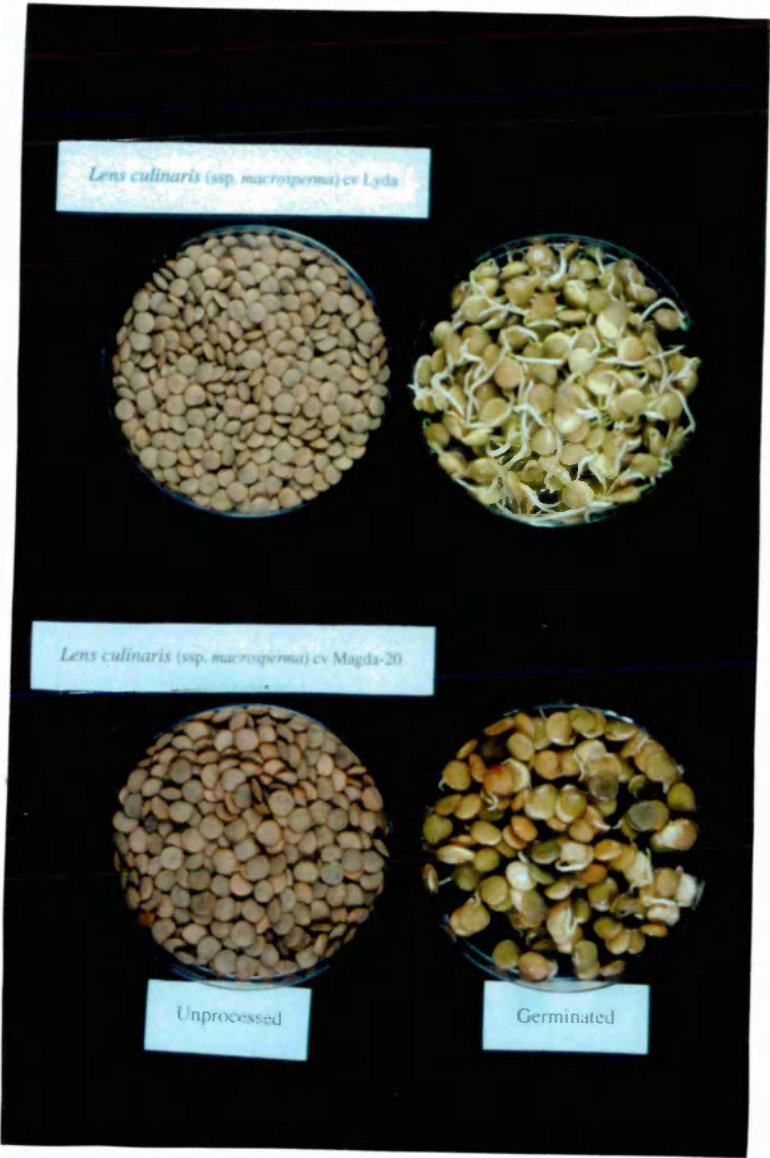 Lens culinaris (ssp. macrosperma) cv Lyda
Lens culinaris (ssp. macrosperma) cv Magda-20
Unprocessed
Germinated